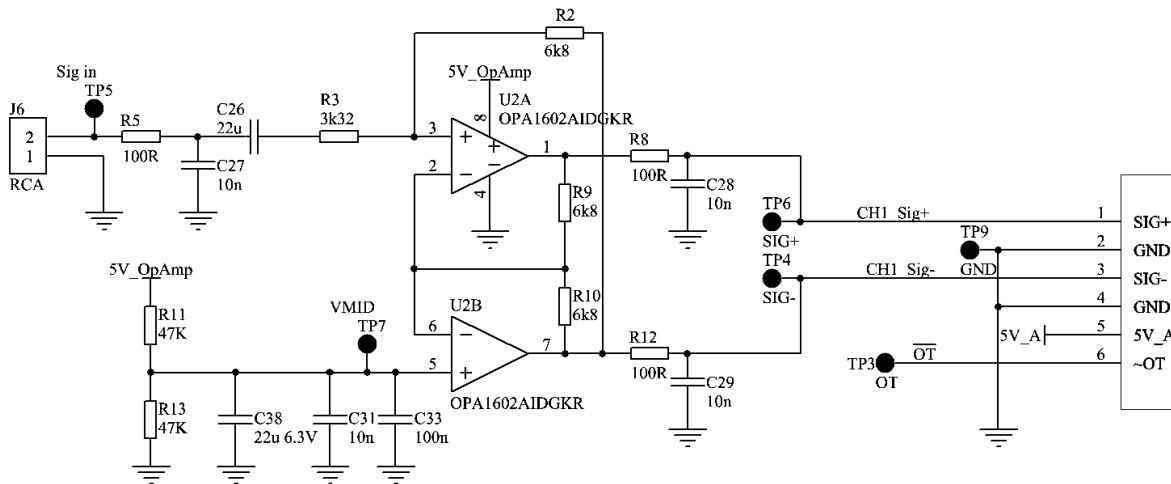 R2
6k8
5V_OpAmp
Sig in
TP5
J6
2
1
RCA
R5
100R
C26
22u
C27
10n
R3
3k32
U2A
OPA1602AIDGKR
8
3
2
1
4
R8
100R
C28
10n
R9
6k8
TP6
SIG+
TP4
SIG-
CH1_Sig+
TP9
GND
CH1_Sig-
1
SIG+
2
GND
3
SIG-
4
GND
5V_A
5
5V_A
TP3
OT
OT
6
~OT
5V_OpAmp
R11
47K
VMID
TP7
U2B
R10
6k8
6
5
7
OPA1602AIDGKR
R12
100R
C29
10n
R13
47K
C38
22u 6.3V
C31
10n
C33
100n